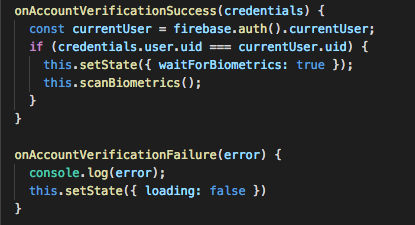 onAccountVerificationSuccess(credentials) {
  const currentUser = firebase.auth().currentUser;
  if (credentials.user.uid === currentUser.uid) {
    this.setState({ waitForBiometrics: true });
    this.scanBiometrics();
  }
}

onAccountVerificationFailure(error) {
  console.log(error);
  this.setState({ loading: false })
}